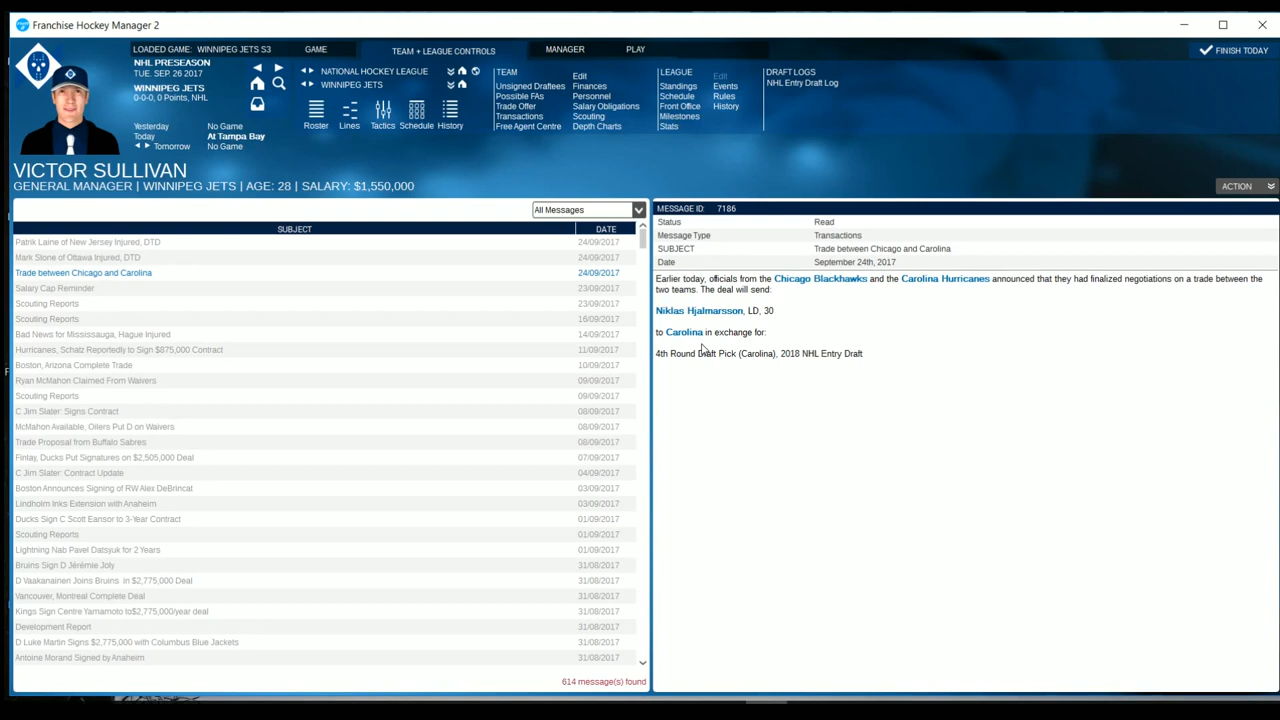 Franchise Hockey Manager 2
LOADED GAME: WINNIPEG JETS S3
GAME
TEAM + LEAGUE CONTROLS
MANAGER
PLAY
FINISH TODAY
NHL PRESEASON
TUE. SEP. 26 2017
WINNIPEG JETS
0-0-0, 0 Points, NHL
Yesterday No Game
Today At Tampa Bay
Tomorrow No Game
NATIONAL HOCKEY LEAGUE
WINNIPEG JETS
Roster
Lines
Tactics
Schedule
History
TEAM
Unsigned Draftees
Possible FAs
Trade Offer
Transactions
Free Agent Centre
Edit
Finances
Personnel
Salary Obligations
Scouting
Depth Charts
LEAGUE
Standings
Schedule
Front Office
Milestones
Stats
Edit
Events
Rules
History
DRAFT LOGS
NHL Entry Draft Log
VICTOR SULLIVAN
GENERAL MANAGER | WINNIPEG JETS | AGE: 28 | SALARY: $1,550,000
ACTION
All Messages
SUBJECT DATE
Patrik Laine of New Jersey Injured, DTD 24/09/2017
Mark Stone of Ottawa Injured, DTD 24/09/2017
Trade between Chicago and Carolina 24/09/2017
Salary Cap Reminder 23/09/2017
Scouting Reports 23/09/2017
Scouting Reports 16/09/2017
Bad News for Mississauga, Hague Injured 14/09/2017
Hurricanes, Schatz Reportedly to Sign $875,000 Contract 11/09/2017
Boston, Arizona Complete Trade 10/09/2017
Ryan McMahon Claimed From Waivers 09/09/2017
Scouting Reports 09/09/2017
C Jim Slater: Signs Contract 08/09/2017
McMahon Available, Oilers Put D on Waivers 08/09/2017
Trade Proposal from Buffalo Sabres 08/09/2017
Finlay, Ducks Put Signatures on $2,505,000 Deal 07/09/2017
C Jim Slater: Contract Update 04/09/2017
Boston Announces Signing of RW Alex DeBrincat 03/09/2017
Lindholm Inks Extension with Anaheim 03/09/2017
Ducks Sign C Scott Eansor to 3-Year Contract 01/09/2017
Scouting Reports 01/09/2017
Lightning Nab Pavel Datsyuk for 2 Years 01/09/2017
Bruins Sign D Jérémie Joly 31/08/2017
D Vaakanainen Joins Bruins in $2,775,000 Deal 31/08/2017
Vancouver, Montreal Complete Deal 31/08/2017
Kings Sign Centre Yamamoto to$2,775,000/year deal 31/08/2017
Development Report 31/08/2017
D Luke Martin Signs $2,775,000 with Columbus Blue Jackets 31/08/2017
Antoine Morand Signed by Anaheim 31/08/2017
614 message(s) found
MESSAGE ID: 7186
Status Read
Message Type Transactions
SUBJECT Trade between Chicago and Carolina
Date September 24th, 2017
Earlier today, officials from the Chicago Blackhawks and the Carolina Hurricanes announced that they had finalized negotiations on a trade between the
two teams. The deal will send:
Niklas Hjalmarsson, LD, 30
to Carolina in exchange for:
4th Round Draft Pick (Carolina), 2018 NHL Entry Draft